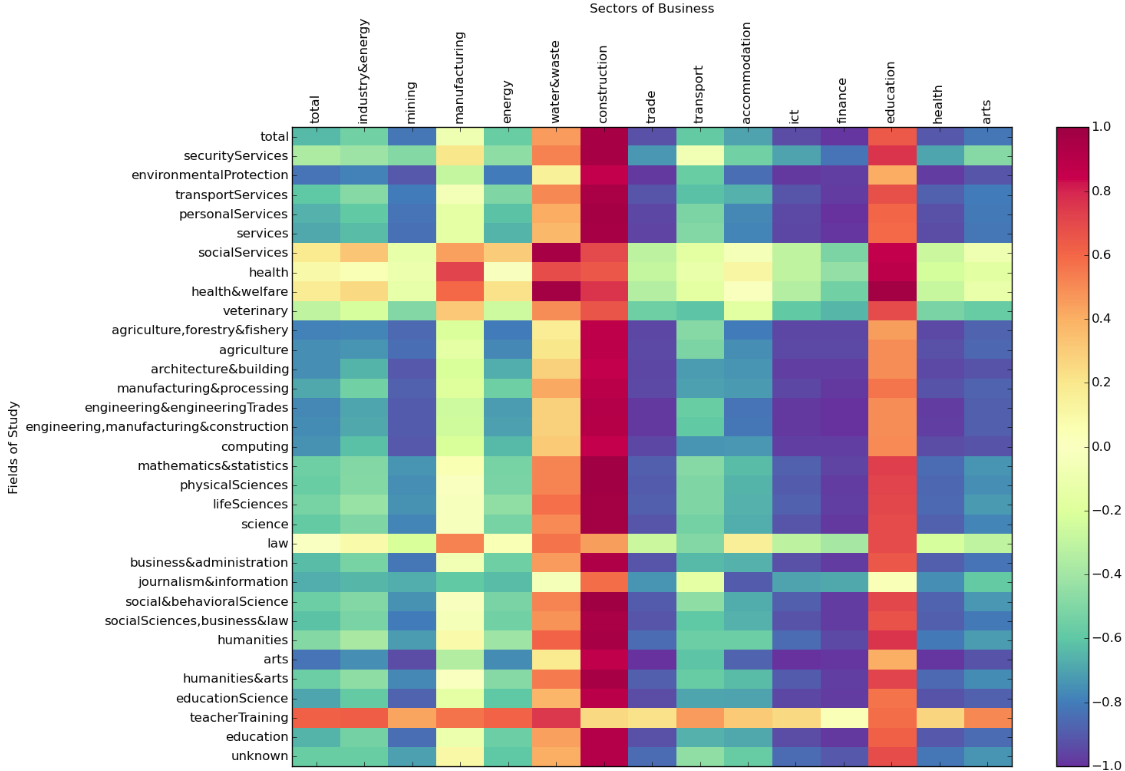 Sectors of Business
total
industry&energy
mining
manufacturing
energy
water&waste
construction
trade
transport
accommodation
ict
finance
education
health
arts
Fields of Study
total
securityServices
environmentalProtection
transportServices
personalServices
services
socialServices
health
health&welfare
veterinary
agriculture,forestry&fishery
agriculture
architecture&building
manufacturing&processing
engineering&engineeringTrades
engineering,manufacturing&construction
computing
mathematics&statistics
physicalSciences
lifeSciences
science
law
business&administration
journalism&information
social&behavioralScience
socialSciences,business&law
humanities
arts
humanities&arts
educationScience
teacherTraining
education
unknown
1.0
0.8
0.6
0.4
0.2
0.0
−0.2
−0.4
−0.6
−0.8
−1.0